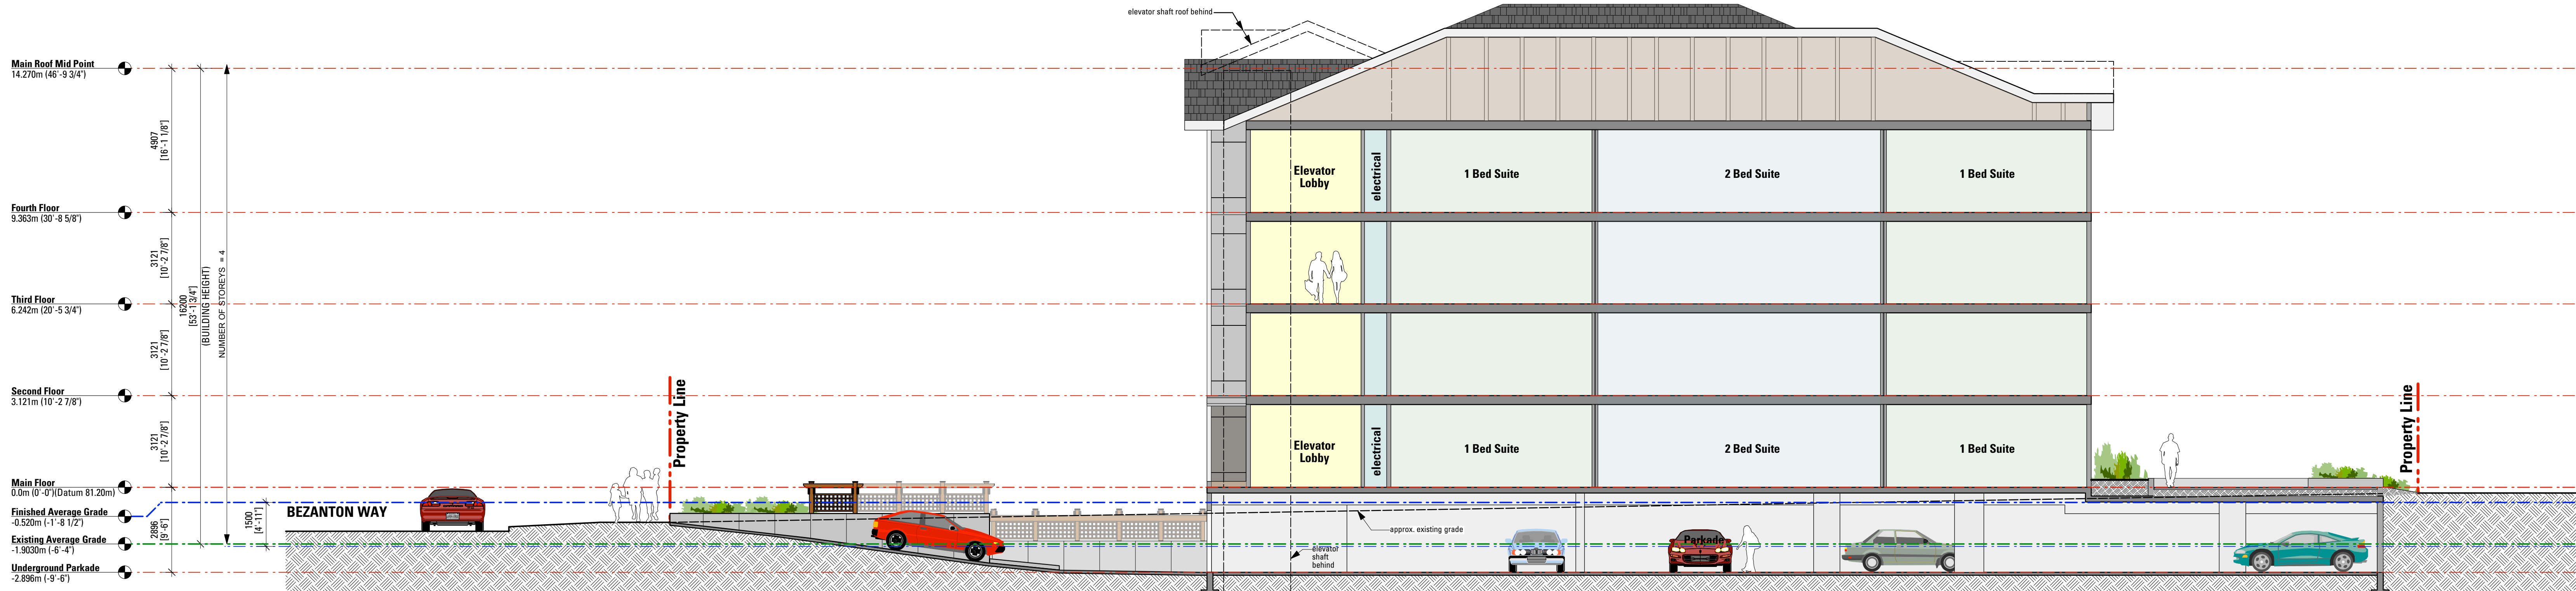 elevator shaft roof behind
Main Roof Mid Point
14.270m (46'-9 3/4")
4907
[16'-1 1/8"]
Fourth Floor
9.363m (30'-8 5/8")
3121
[10'-2 7/8"]
Third Floor
6.242m (20'-5 3/4")
3121
[10'-2 7/8"]
Second Floor
3.121m (10'-2 7/8")
3121
[10'-2 7/8"]
Main Floor
0.0m (0'-0")(Datum 81.20m)
Finished Average Grade
-0.520m (-1'-8 1/2")
2896
[9'-6"]
Existing Average Grade
-1.9030m (-6'-4")
Underground Parkade
-2.896m (-9'-6")
16200
[53'-1 3/4"]
(BUILDING HEIGHT)
NUMBER OF STOREYS = 4
1500
[4'-11"]
BEZANTON WAY
Property Line
Elevator
Lobby
electrical
1 Bed Suite
2 Bed Suite
1 Bed Suite
Elevator
Lobby
electrical
1 Bed Suite
2 Bed Suite
1 Bed Suite
approx. existing grade
elevator
shaft
behind
Parkade
Property Line